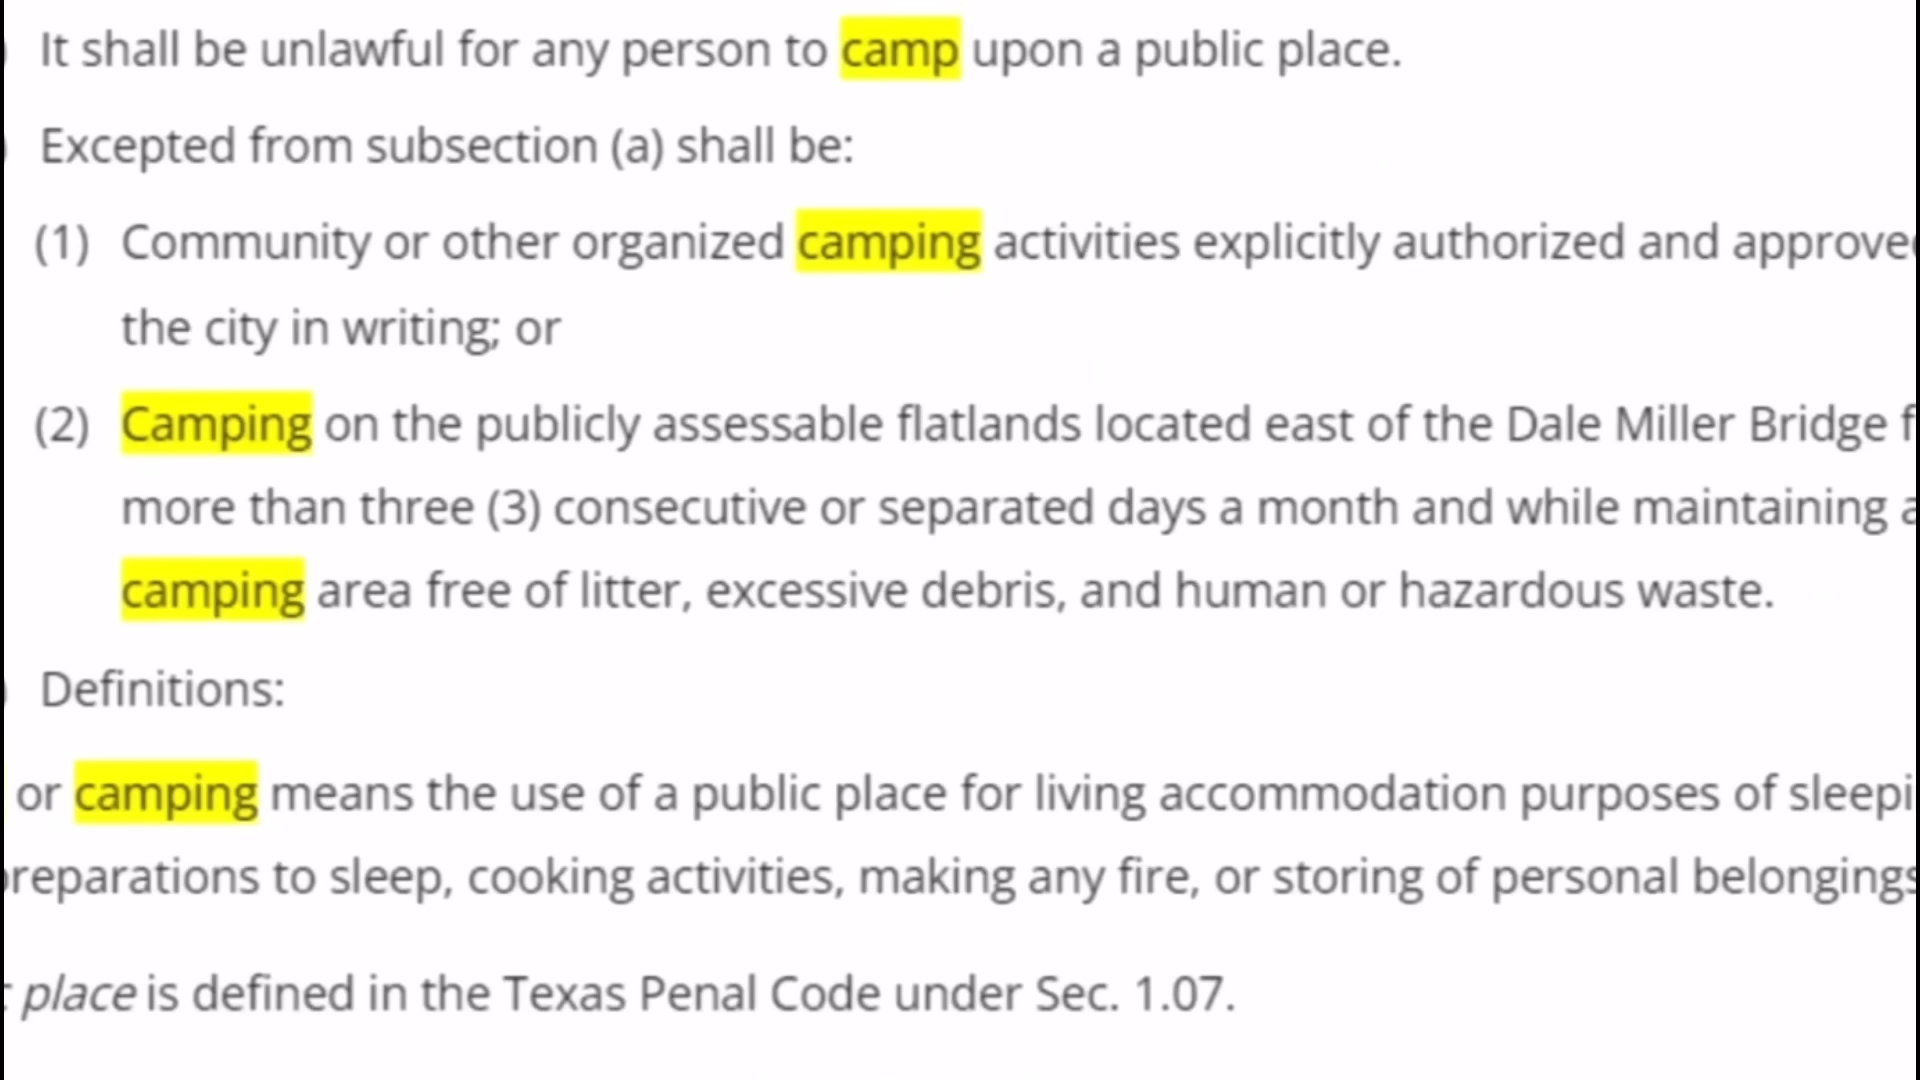 It shall be unlawful for any person to camp upon a public place.
Excepted from subsection (a) shall be:
(1) Community or other organized camping activities explicitly authorized and
the city in writing; or
(2) Camping on the publicly assessable flatlands located east of the Dale Miller Bridge
more than three (3) consecutive or separated days a month and while maintaining
camping area free of litter, excessive debris, and human or hazardous waste.
Definitions:
or camping means the use of a public place for living accommodation purposes of
to sleep, cooking activities, making any fire, or storing of personal belongings
place is defined in the Texas Penal Code under Sec. 1.07.